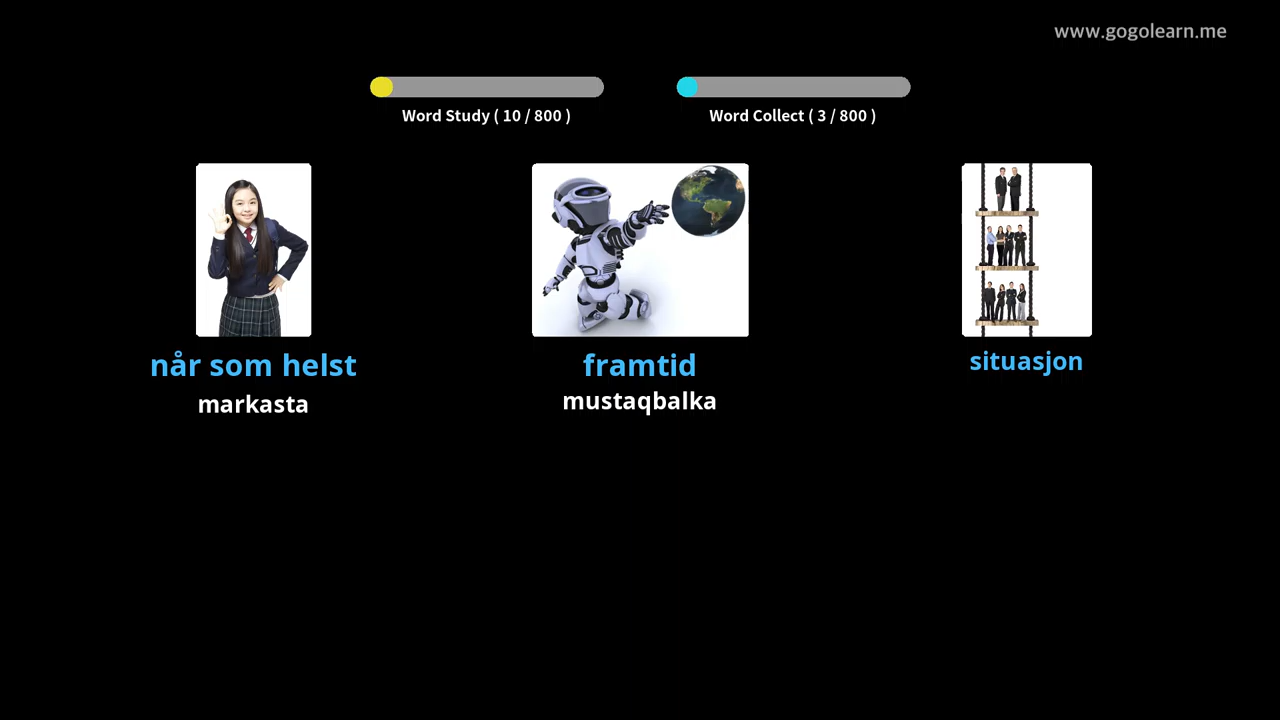 www.gogolearn.me
Word Study ( 10 / 800 )
Word Collect ( 3 / 800 )
når som helst
markasta
framtid
mustaqbalka
situasjon